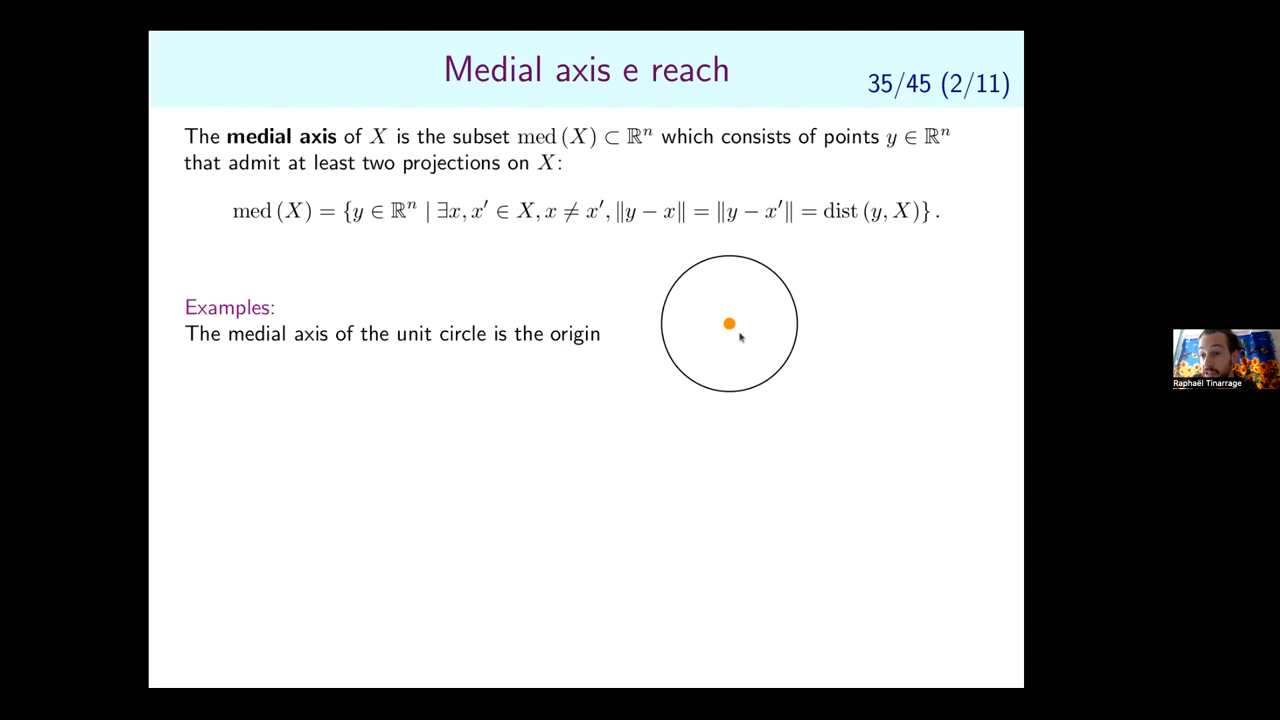 Medial axis e reach
35/45 (2/11)
The medial axis of X is the subset med (X) ⊂ ℝⁿ which consists of points y ∈ ℝⁿ
that admit at least two projections on X:
med (X) = {y ∈ ℝⁿ | ∃x, x′ ∈ X, x ≠ x′, ‖y − x‖ = ‖y − x′‖ = dist (y, X)} .
Examples:
The medial axis of the unit circle is the origin
Raphaël Tinarrage